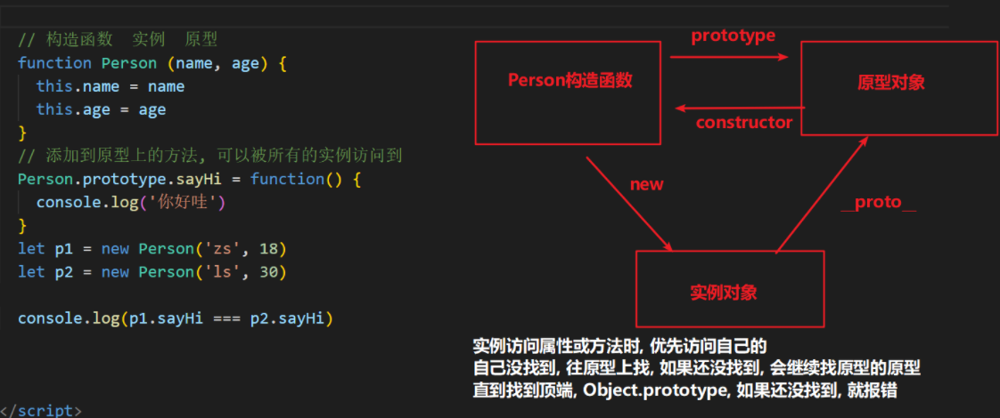 // 构造函数  实例  原型
function Person (name, age) {
  this.name = name
  this.age = age
}
// 添加到原型上的方法, 可以被所有的实例访问到
Person.prototype.sayHi = function() {
  console.log('你好哇')
}
let p1 = new Person('zs', 18)
let p2 = new Person('ls', 30)
console.log(p1.sayHi === p2.sayHi)
</script>
prototype
Person构造函数
原型对象
constructor
new
__proto__
实例对象
实例访问属性或方法时, 优先访问自己的
自己没找到, 往原型上找, 如果还没找到, 会继续找原型的原型
直到找到顶端, Object.prototype, 如果还没找到, 就报错